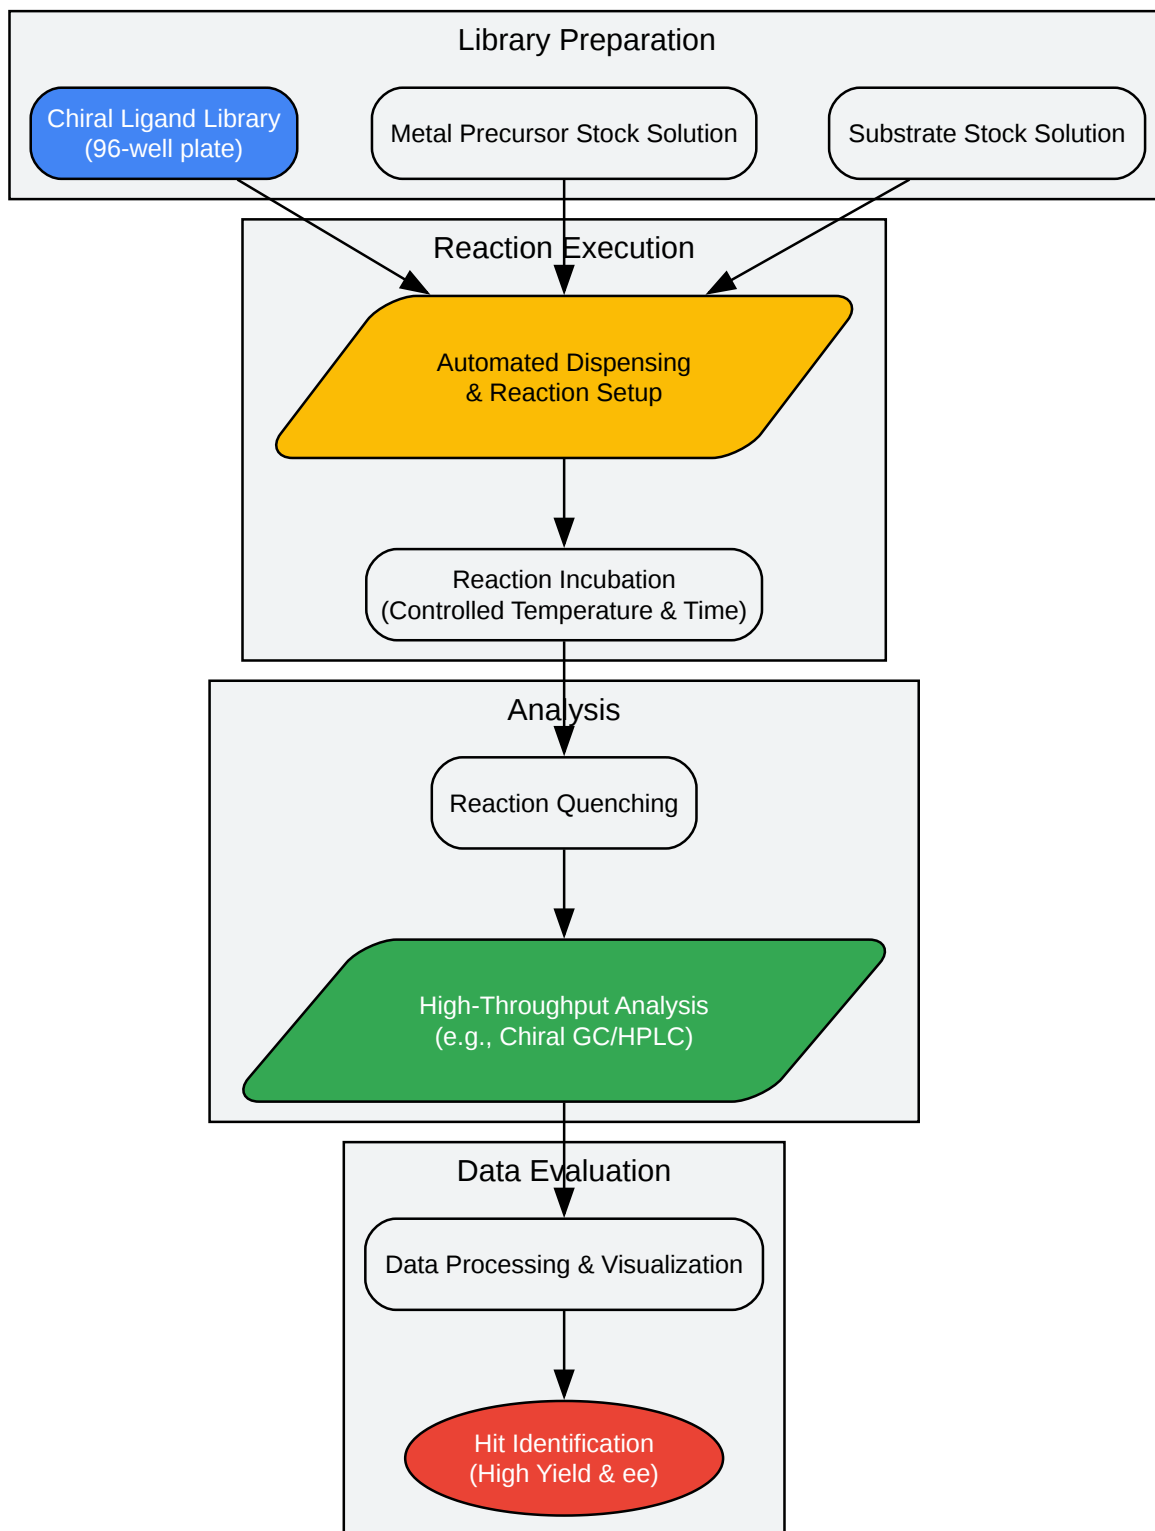 Library Preparation
Chiral Ligand Library
(96-well plate)
Metal Precursor Stock Solution
Substrate Stock Solution
Reaction Execution
Automated Dispensing
& Reaction Setup
Reaction Incubation
(Controlled Temperature & Time)
Analysis
Reaction Quenching
High-Throughput Analysis
(e.g., Chiral GC/HPLC)
Data Evaluation
Data Processing & Visualization
Hit Identification
(High Yield & ee)